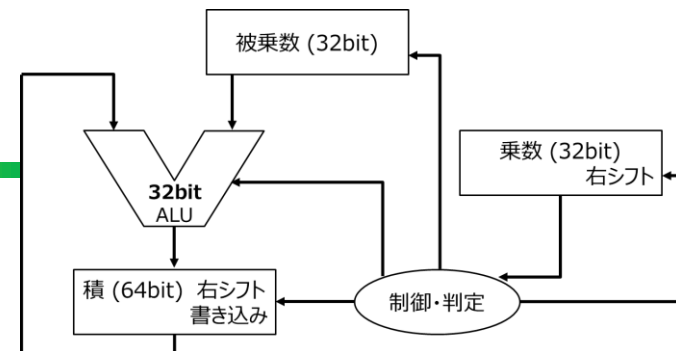 被乗数 (32bit)
乗数 (32bit)
右シフト
32bit
ALU
積 (64bit) 右シフト
書き込み
制御・判定